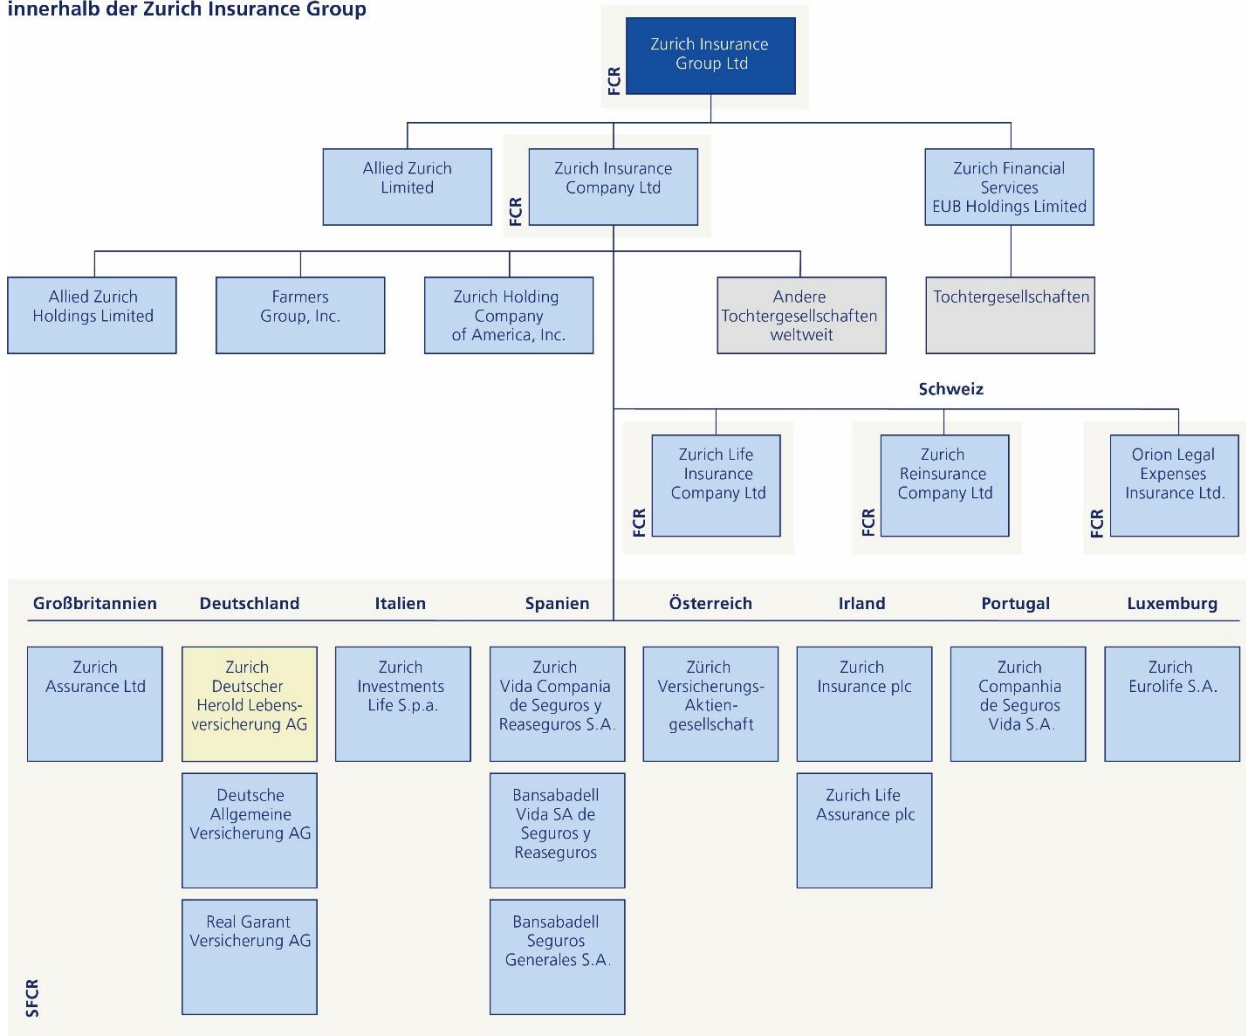 innerhalb der Zurich Insurance Group
Zurich Insurance
Group Ltd
FCR
Allied Zurich
Limited
Zurich Insurance
Company Ltd
FCR
Zurich Financial
Services
EUB Holdings Limited
Allied Zurich
Holdings Limited
Farmers
Group, Inc.
Zurich Holding
Company
of America, Inc.
Andere
Tochtergesellschaften
weltweit
Tochtergesellschaften
Schweiz
Zurich Life
Insurance
Company Ltd
FCR
Zurich
Reinsurance
Company Ltd
FCR
Orion Legal
Expenses
Insurance Ltd.
FCR
Großbritannien
Deutschland
Italien
Spanien
Österreich
Irland
Portugal
Luxemburg
Zurich
Assurance Ltd
Zurich
Deutscher
Herold Lebens-
versicherung AG
Zurich
Investments
Life S.p.a.
Zurich
Vida Compania
de Seguros y
Reaseguros S.A.
Zürich
Versicherungs-
Aktien-
gesellschaft
Zurich
Insurance plc
Zurich
Companhia
de Seguros
Vida S.A.
Zurich
Eurolife S.A.
Deutsche
Allgemeine
Versicherung AG
Bansabadell
Vida SA de
Seguros y
Reaseguros
Zurich Life
Assurance plc
Real Garant
Versicherung AG
Bansabadell
Seguros
Generales S.A.
SFCR